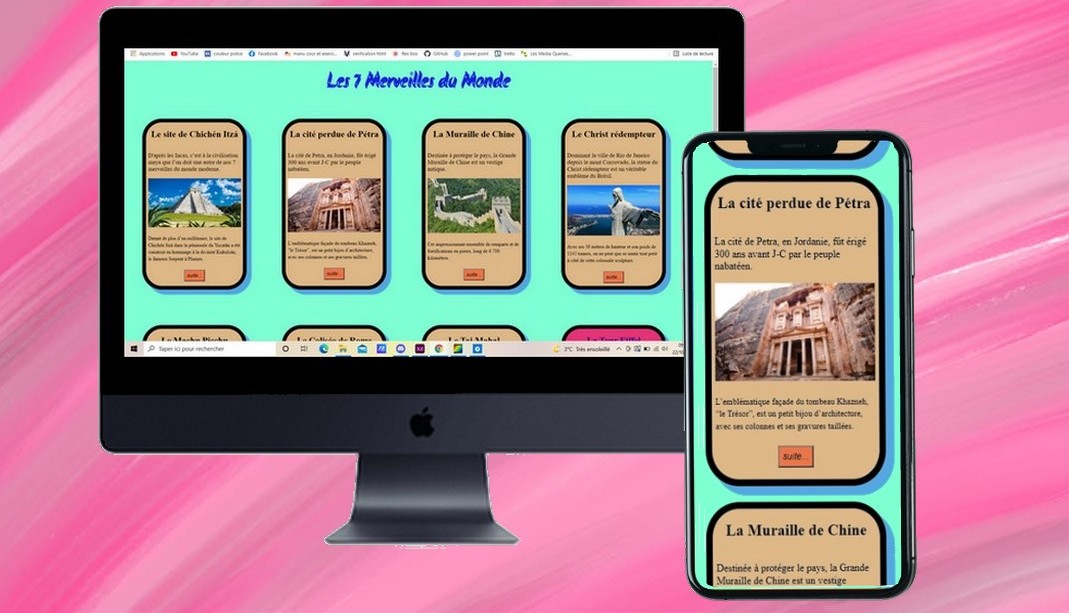 Applications YouTube couleur police Facebook manu cour et exerci... verification html flex box GitHub power point trello Les Media Queries... Liste de lecture
Les 7 Merveilles du Monde
Le site de Chichén Itzá
D'après les Incas, c'est à la civilisation
maya que l'on doit une autre de nos 7
merveilles du monde moderne.
Datant de plus d'un millénaire, le site de
Chichén Itzá dans la péninsule du Yucatán a été
construit en hommage à la divinité Kukulcán,
le fameux Serpent à Plumes.
suite...
La cité perdue de Pétra
La cité de Petra, en Jordanie, fût érigé
300 ans avant J-C par le peuple
nabatéen.
L'emblématique façade du tombeau Khazneh,
"le Trésor", est un petit bijou d'architecture,
avec ses colonnes et ses gravures taillées.
suite...
La Muraille de Chine
Destinée à protéger le pays, la Grande
Muraille de Chine est un vestige
antique.
Cet impressionnant ensemble de remparts et de
fortifications en pierre, long de 6 700
kilomètres.
suite...
Le Christ rédempteur
Dominant la ville de Rio de Janeiro
depuis le mont Corcovado, la statue du
Christ rédempteur est un véritable
emblème du Brésil.
Avec ses 38 mètres de hauteur et son poids de
1145 tonnes, on ne peut que se sentir tout petit
à côté de cette colossale sculpture.
suite...
Le Machu Picchu
Le Colisée de Rome
Le Taj Mahal
La Tour Eiffel
Taper ici pour rechercher
3°C Très ensoleillé
La cité perdue de Pétra
La cité de Petra, en Jordanie, fût érigé
300 ans avant J-C par le peuple
nabatéen.
L'emblématique façade du tombeau Khazneh,
"le Trésor", est un petit bijou d'architecture,
avec ses colonnes et ses gravures taillées.
suite...
La Muraille de Chine
Destinée à protéger le pays, la Grande
Muraille de Chine est un vestige